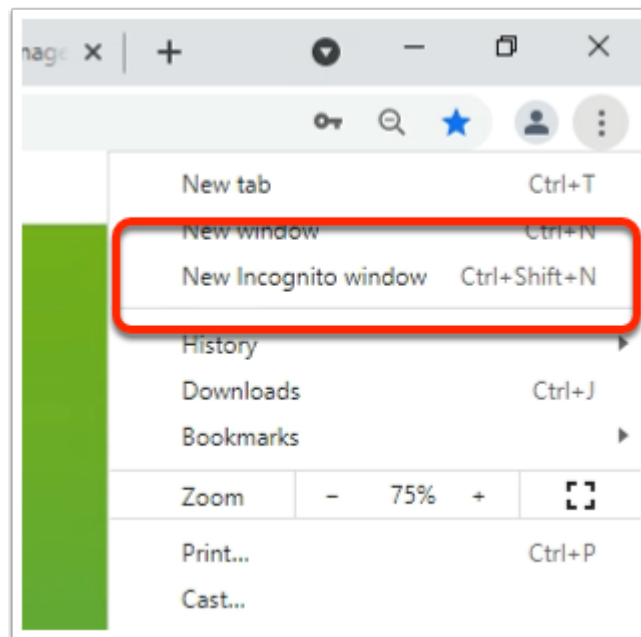 New tab Ctrl+T
New window Ctrl+N
New Incognito window Ctrl+Shift+N
History
Downloads Ctrl+J
Bookmarks
Zoom - 75% +
Print... Ctrl+P
Cast...